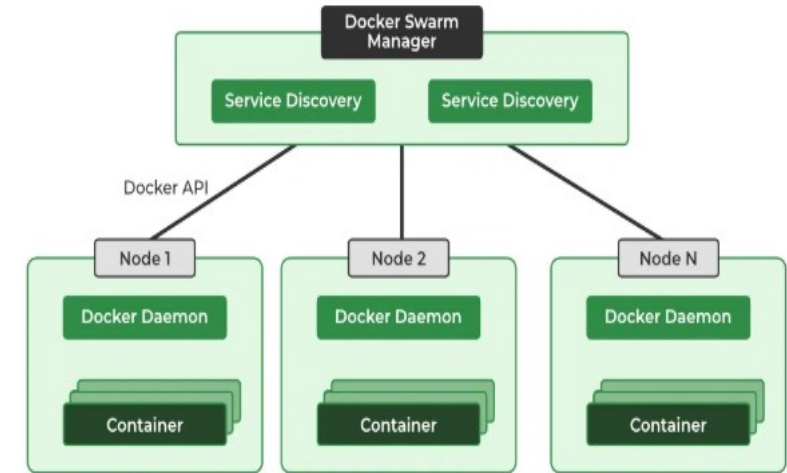 Docker Swarm
Manager
Service Discovery
Service Discovery
Docker API
Node 1
Node 2
Node N
Docker Daemon
Docker Daemon
Docker Daemon
Container
Container
Container